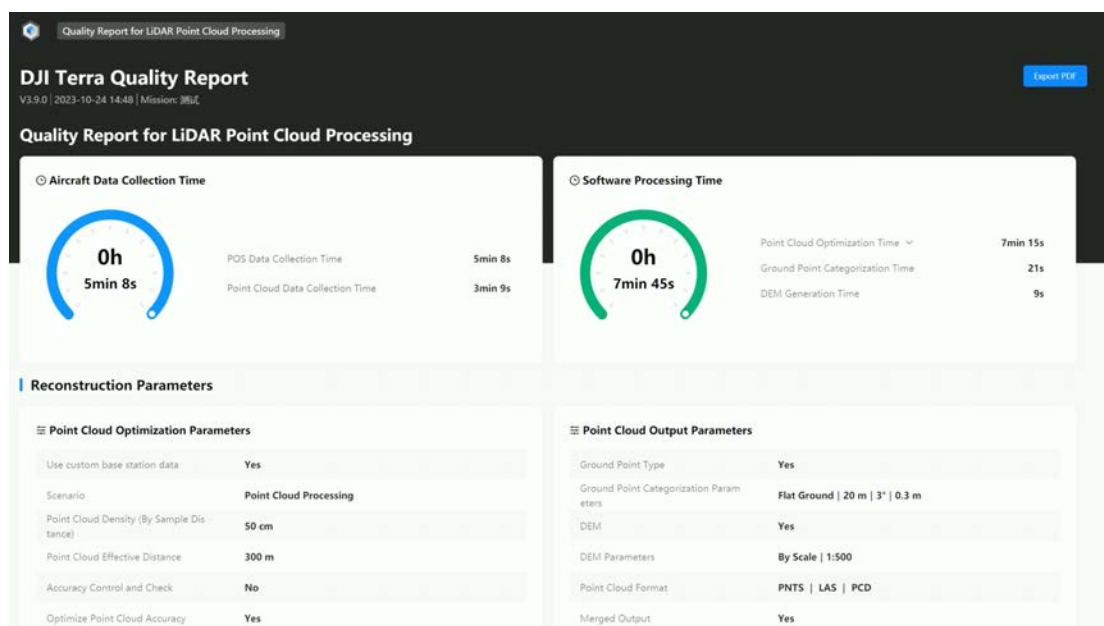 Quality Report for LiDAR Point Cloud Processing
DJI Terra Quality Report
Export PDF
V3.9.0 | 2023-10-24 14:48 | Mission: 测试
Quality Report for LiDAR Point Cloud Processing
Aircraft Data Collection Time
0h
5min 8s
POS Data Collection Time 5min 8s
Point Cloud Data Collection Time 3min 9s
Software Processing Time
0h
7min 45s
Point Cloud Optimization Time 7min 15s
Ground Point Categorization Time 21s
DEM Generation Time 9s
Reconstruction Parameters
Point Cloud Optimization Parameters
Use custom base station data Yes
Scenario Point Cloud Processing
Point Cloud Density (By Sample Dis
tance) 50 cm
Point Cloud Effective Distance 300 m
Accuracy Control and Check No
Optimize Point Cloud Accuracy Yes
Point Cloud Output Parameters
Ground Point Type Yes
Ground Point Categorization Param
eters Flat Ground | 20 m | 3° | 0.3 m
DEM Yes
DEM Parameters By Scale | 1:500
Point Cloud Format PNTS | LAS | PCD
Merged Output Yes